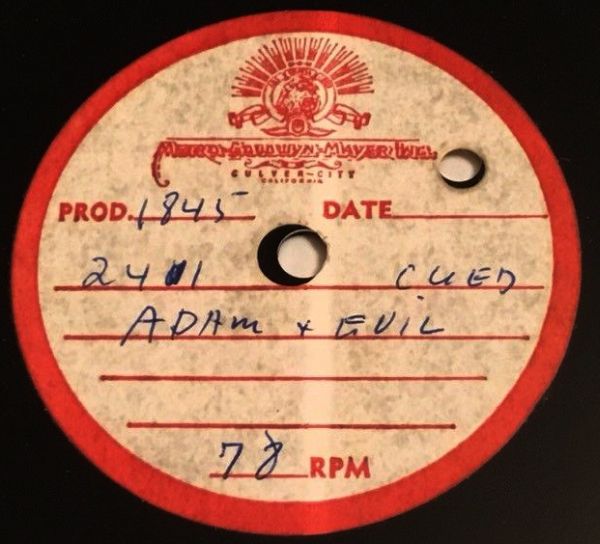 METRO-GOLDWYN-MAYER INC.
CULVER-CITY
CALIFORNIA
PROD. 1845 DATE
2401 CUED
ADAM + EVIL
78 RPM